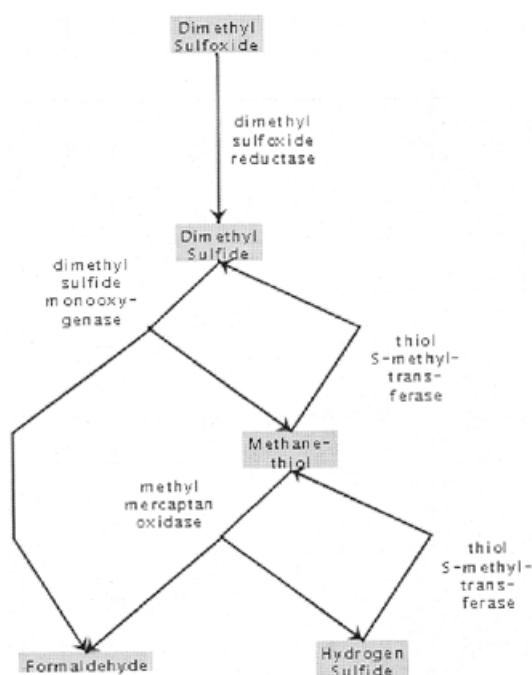 Dimethyl
Sulfoxide
dimethyl
sulfoxide
reductase
Dimethyl
Sulfide
dimethyl
sulfide
monooxy-
genase
thiol
S-methyl-
trans-
ferase
Methane-
thiol
methyl
mercaptan
oxidase
thiol
S-methyl-
trans-
ferase
Formaldehyde
Hydrogen
Sulfide